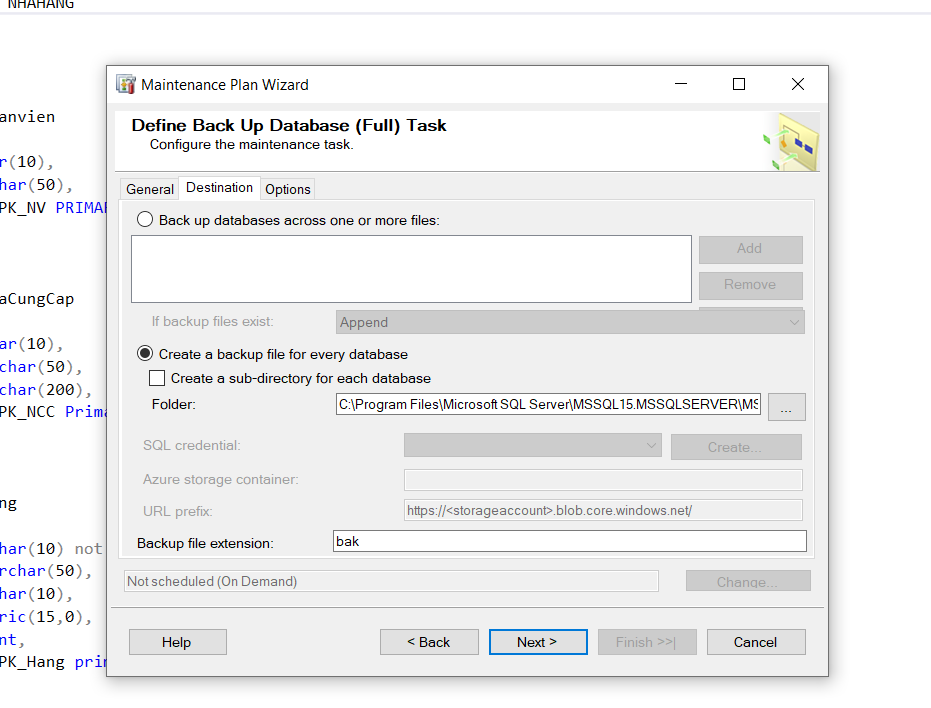 NHAHANG
Maintenance Plan Wizard
Define Back Up Database (Full) Task
Configure the maintenance task.
General Destination Options
Back up databases across one or more files:
Add
Remove
If backup files exist: Append
Create a backup file for every database
Create a sub-directory for each database
Folder: C:\Program Files\Microsoft SQL Server\MSSQL15.MSSQLSERVER\MS
...
SQL credential: Create...
Azure storage container:
URL prefix: https://<storageaccount>.blob.core.windows.net/
Backup file extension: bak
Not scheduled (On Demand) Change...
Help < Back Next > Finish >>| Cancel
anvien
r(10),
har(50),
PK_NV PRIMAR
aCungCap
ar(10),
char(50),
char(200),
PK_NCC Prima
ng
har(10) not
rchar(50),
har(10),
ric(15,0),
nt,
PK_Hang prim